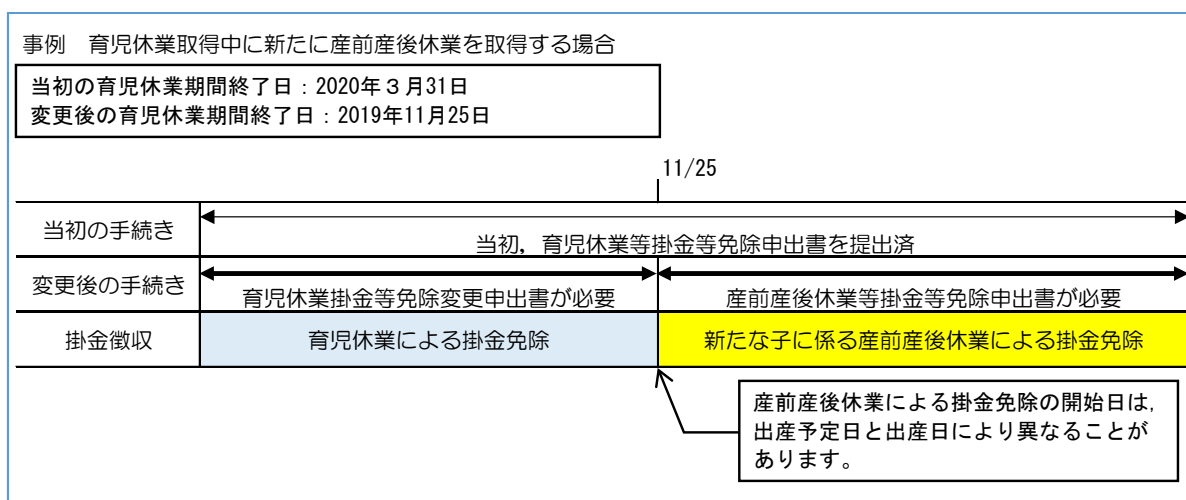 事例　育児休業取得中に新たに産前産後休業を取得する場合
当初の育児休業期間終了日：2020年３月31日
変更後の育児休業期間終了日：2019年11月25日
11/25
当初の手続き
当初，育児休業等掛金等免除申出書を提出済
変更後の手続き
育児休業掛金等免除変更申出書が必要
産前産後休業等掛金等免除申出書が必要
掛金徴収
育児休業による掛金免除
新たな子に係る産前産後休業による掛金免除
産前産後休業による掛金免除の開始日は，
出産予定日と出産日により異なることが
あります。